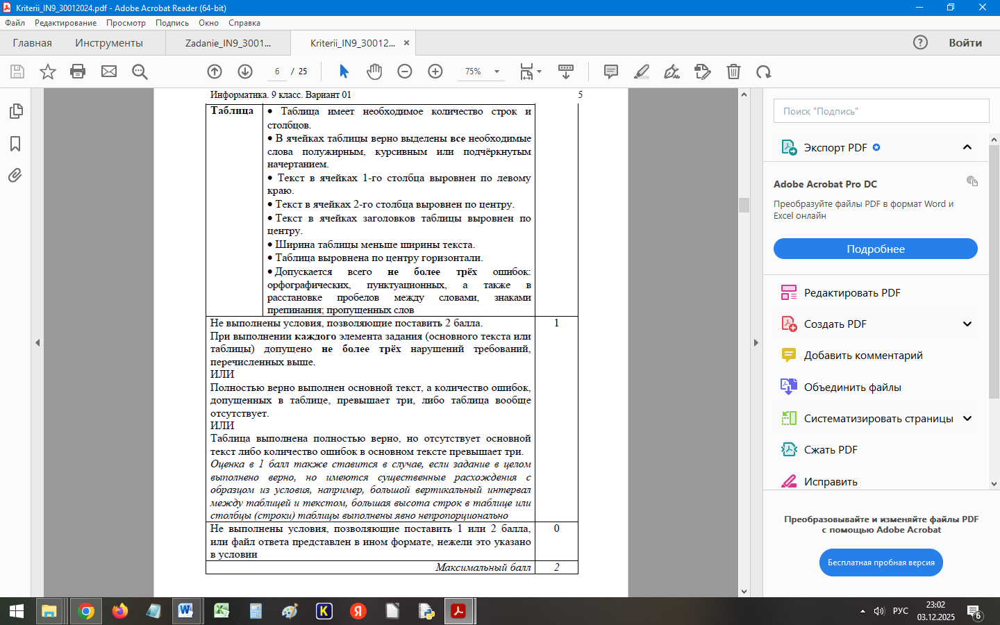 Kriterii_IN9_30012024.pdf - Adobe Acrobat Reader (64-bit)
Файл Редактирование Просмотр Подпись Окно Справка
Главная Инструменты Zadanie_IN9_3001... Kriterii_IN9_30012... × Войти
6 / 25 75%
Информатика. 9 класс. Вариант 01 5
Таблица
• Таблица имеет необходимое количество строк и
столбцов.
• В ячейках таблицы верно выделены все необходимые
слова полужирным, курсивным или подчёркнутым
начертанием.
• Текст в ячейках 1-го столбца выровнен по левому
краю.
• Текст в ячейках 2-го столбца выровнен по центру.
• Текст в ячейках заголовков таблицы выровнен по
центру.
• Ширина таблицы меньше ширины текста.
• Таблица выровнена по центру горизонтали.
• Допускается всего не более трёх ошибок:
орфографических, пунктуационных, а также в
расстановке пробелов между словами, знаками
препинания; пропущенных слов
Не выполнены условия, позволяющие поставить 2 балла. 1
При выполнении каждого элемента задания (основного текста или
таблицы) допущено не более трёх нарушений требований,
перечисленных выше.
ИЛИ
Полностью верно выполнен основной текст, а количество ошибок,
допущенных в таблице, превышает три, либо таблица вообще
отсутствует.
ИЛИ
Таблица выполнена полностью верно, но отсутствует основной
текст либо количество ошибок в основном тексте превышает три.
Оценка в 1 балл также ставится в случае, если задание в целом
выполнено верно, но имеются существенные расхождения с
образцом из условия, например, большой вертикальный интервал
между таблицей и текстом, большая высота строк в таблице или
столбцы (строки) таблицы выполнены явно непропорционально
Не выполнены условия, позволяющие поставить 1 или 2 балла, 0
или файл ответа представлен в ином формате, нежели это указано
в условии
Максимальный балл 2
Поиск "Подпись"
Экспорт PDF
Adobe Acrobat Pro DC
Преобразуйте файлы PDF в формат Word и
Excel онлайн
Подробнее
Редактировать PDF
Создать PDF
Добавить комментарий
Объединить файлы
Систематизировать страницы
Сжать PDF
Исправить
Преобразовывайте и изменяйте файлы PDF
с помощью Adobe Acrobat
Бесплатная пробная версия
РУС
23:02
03.12.2025
6